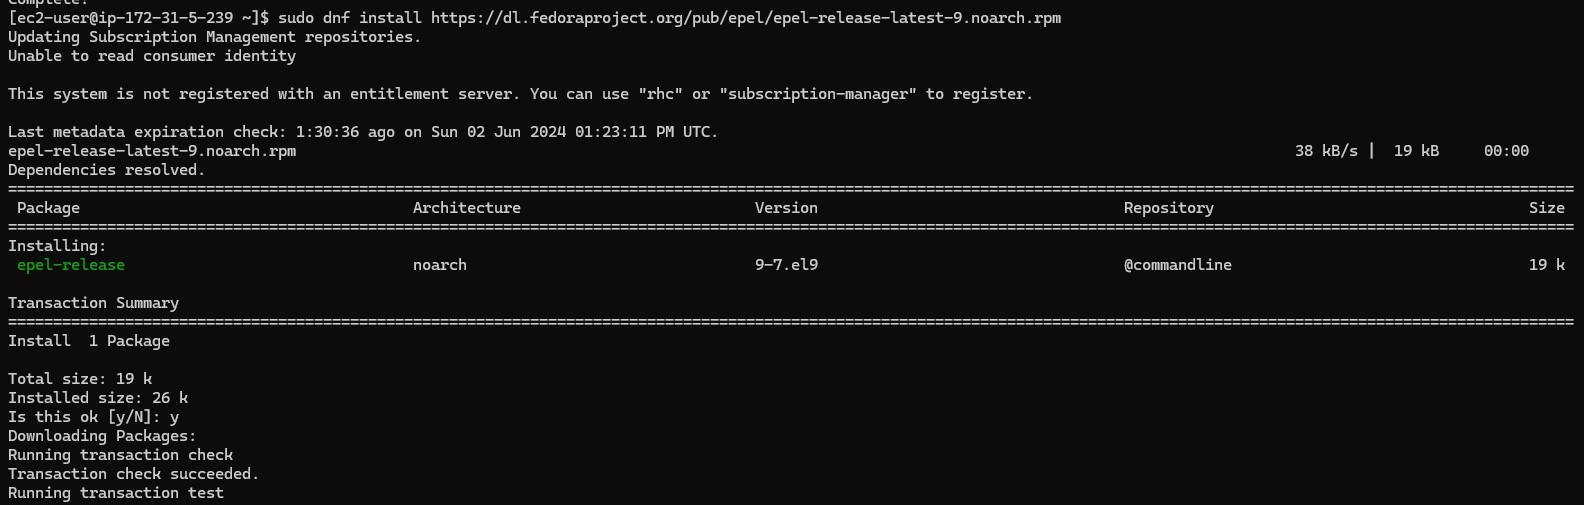 Complete!
[ec2-user@ip-172-31-5-239 ~]$ sudo dnf install https://dl.fedoraproject.org/pub/epel/epel-release-latest-9.noarch.rpm
Updating Subscription Management repositories.
Unable to read consumer identity
This system is not registered with an entitlement server. You can use "rhc" or "subscription-manager" to register.
Last metadata expiration check: 1:30:36 ago on Sun 02 Jun 2024 01:23:11 PM UTC.
epel-release-latest-9.noarch.rpm 38 kB/s | 19 kB 00:00
Dependencies resolved.
================================================================================
Package Architecture Version Repository Size
================================================================================
Installing:
epel-release noarch 9-7.el9 @commandline 19 k
Transaction Summary
================================================================================
Install 1 Package
Total size: 19 k
Installed size: 26 k
Is this ok [y/N]: y
Downloading Packages:
Running transaction check
Transaction check succeeded.
Running transaction test